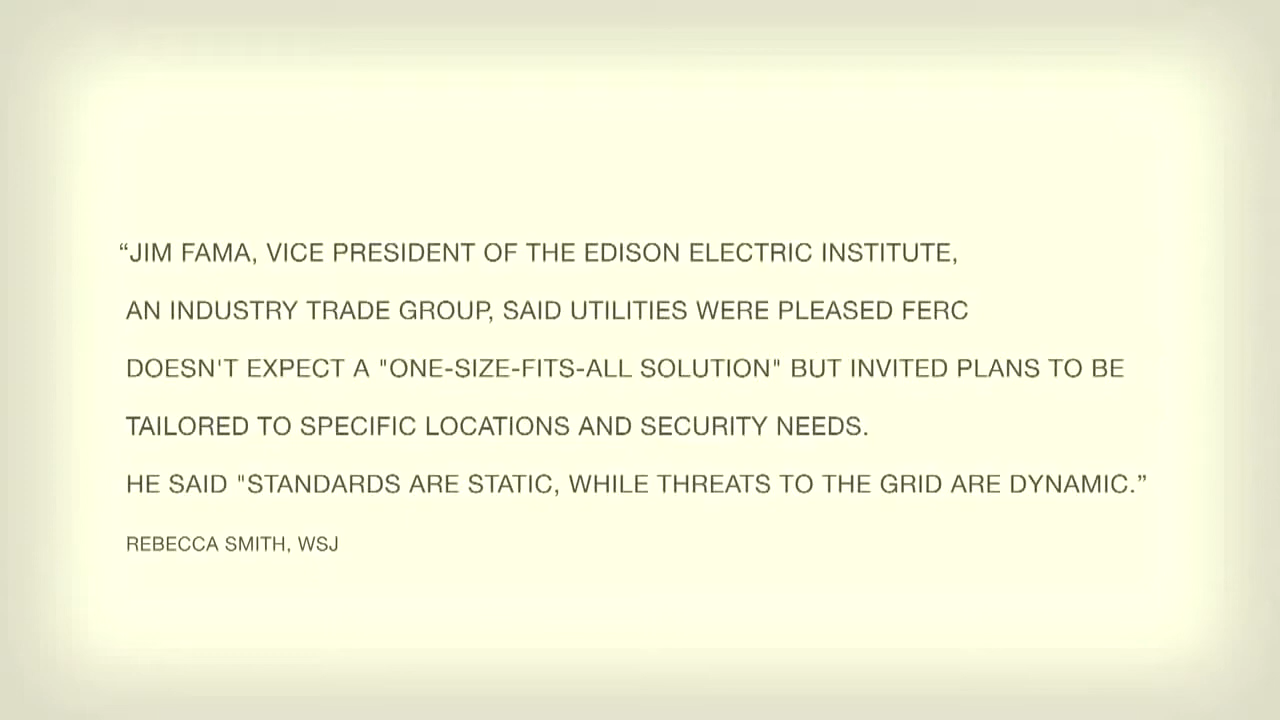 “JIM FAMA, VICE PRESIDENT OF THE EDISON ELECTRIC INSTITUTE,
AN INDUSTRY TRADE GROUP, SAID UTILITIES WERE PLEASED FERC
DOESN'T EXPECT A "ONE-SIZE-FITS-ALL SOLUTION" BUT INVITED PLANS TO BE
TAILORED TO SPECIFIC LOCATIONS AND SECURITY NEEDS.
HE SAID "STANDARDS ARE STATIC, WHILE THREATS TO THE GRID ARE DYNAMIC.”
REBECCA SMITH, WSJ